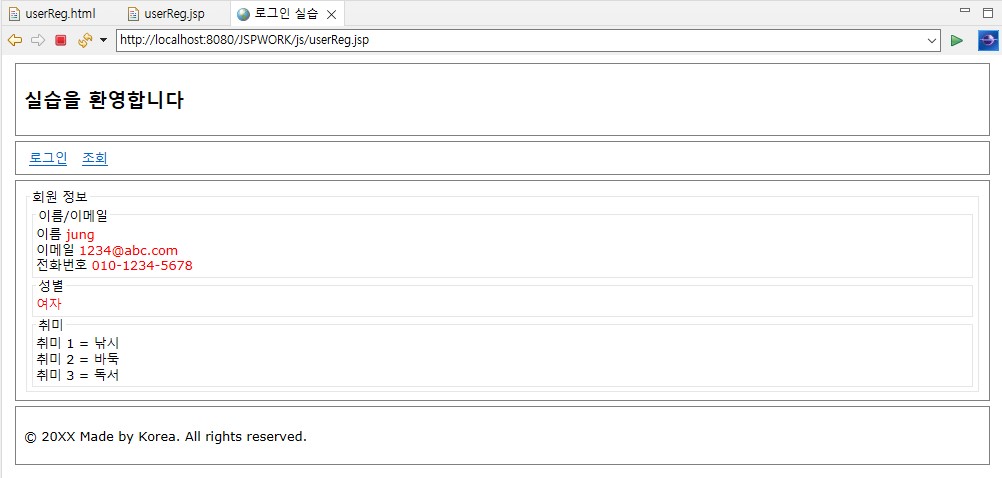 userReg.html userReg.jsp 로그인 실습
http://localhost:8080/JSPWORK/js/userReg.jsp
실습을 환영합니다
로그인 조회
회원 정보
이름/이메일
이름 jung
이메일 1234@abc.com
전화번호 010-1234-5678
성별
여자
취미
취미 1 = 낚시
취미 2 = 바둑
취미 3 = 독서
© 20XX Made by Korea. All rights reserved.